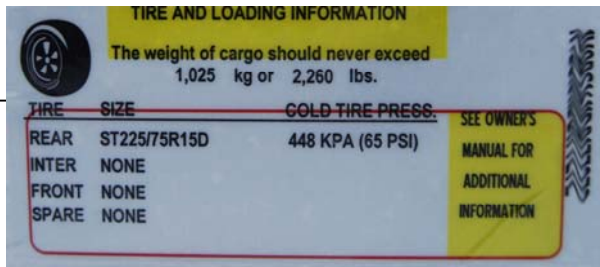 TIRE AND LOADING INFORMATION
The weight of cargo should never exceed
1,025 kg or 2,260 lbs.
TIRE SIZE COLD TIRE PRESS.
REAR ST225/75R15D 448 KPA (65 PSI)
INTER NONE
FRONT NONE
SPARE NONE
SEE OWNER'S
MANUAL FOR
ADDITIONAL
INFORMATION